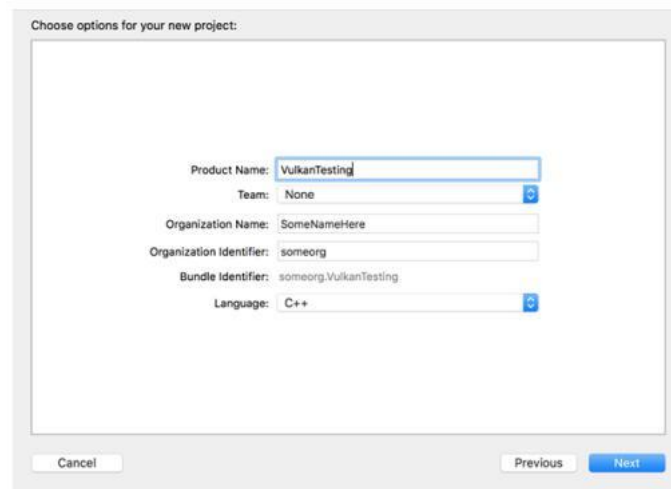 Choose options for your new project:
Product Name: VulkanTesting
Team: None
Organization Name: SomeNameHere
Organization Identifier: someorg
Bundle Identifier: someorg.VulkanTesting
Language: C++
Cancel Previous Next